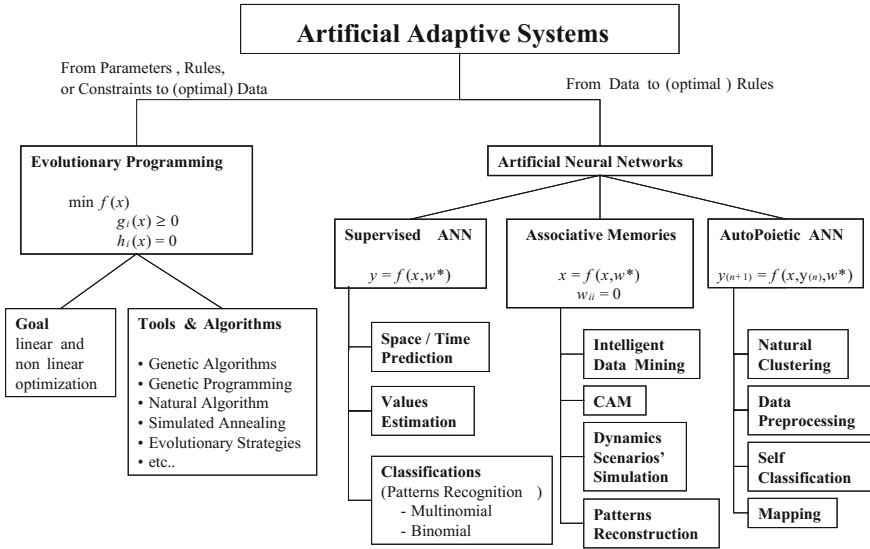 Artificial Adaptive Systems
From Parameters , Rules,
or Constraints to (optimal) Data
From Data to (optimal ) Rules
Evolutionary Programming
min f(x)
gᵢ(x) ≥ 0
hᵢ(x) = 0
Goal
linear and
non linear
optimization
Tools & Algorithms
• Genetic Algorithms
• Genetic Programming
• Natural Algorithm
• Simulated Annealing
• Evolutionary Strategies
• etc..
Artificial Neural Networks
Supervised ANN
y = f(x,w*)
Space / Time
Prediction
Values
Estimation
Classifications
(Patterns Recognition )
- Multinomial
- Binomial
Associative Memories
x = f(x,w*)
wᵢᵢ = 0
Intelligent
Data Mining
CAM
Dynamics
Scenarios’
Simulation
Patterns
Reconstruction
AutoPoietic ANN
y₍ₙ₊₁₎ = f(x,y₍ₙ₎,w*)
Natural
Clustering
Data
Preprocessing
Self
Classification
Mapping